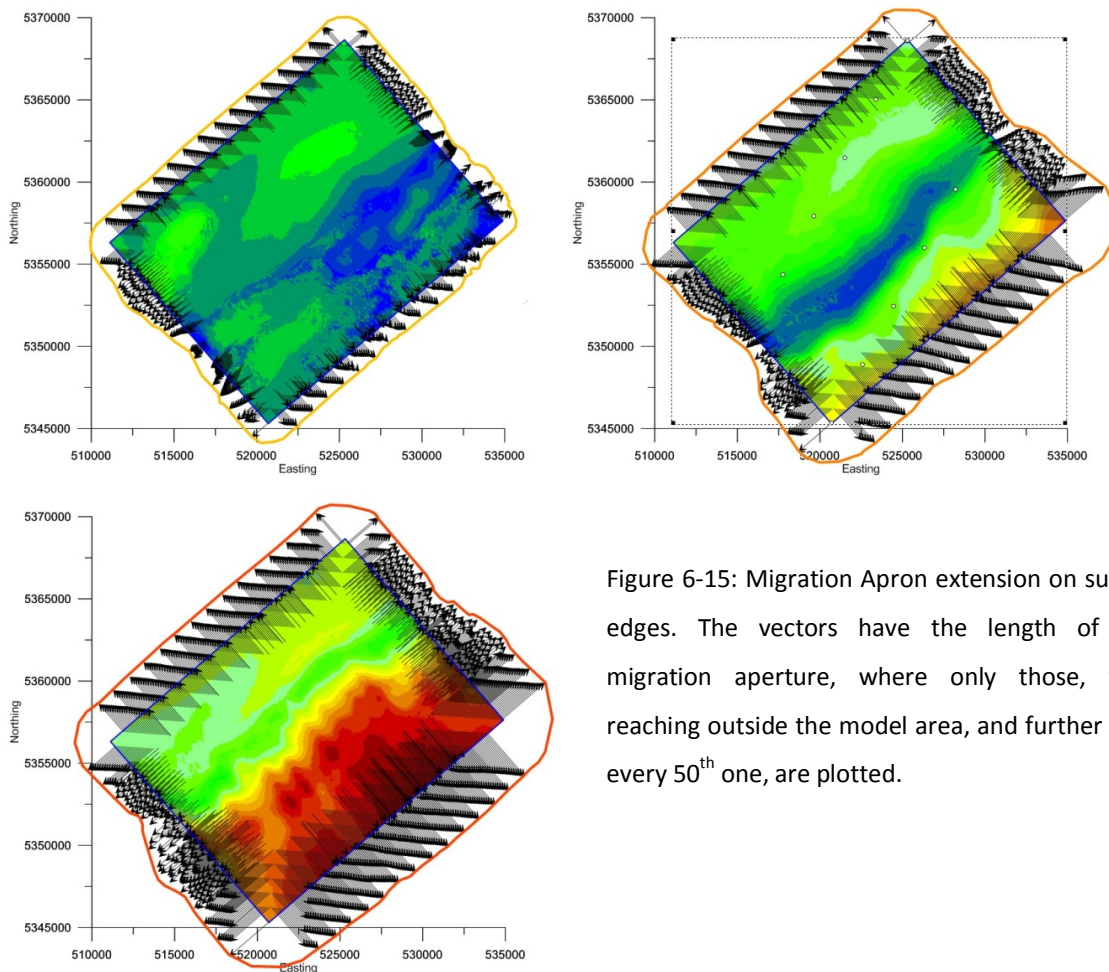 5370000
5365000
5360000
5355000
5350000
5345000
Northing
510000 515000 520000 525000 530000 535000
Easting
5370000
5365000
5360000
5355000
5350000
5345000
Northing
510000 515000 520000 525000 530000 535000
Easting
5370000
5365000
5360000
5355000
5350000
5345000
Northing
510000 515000 520000 525000 530000 535000
Easting
Figure 6-15: Migration Apron extension on su
edges. The vectors have the length of
migration aperture, where only those,
reaching outside the model area, and further
every 50th one, are plotted.